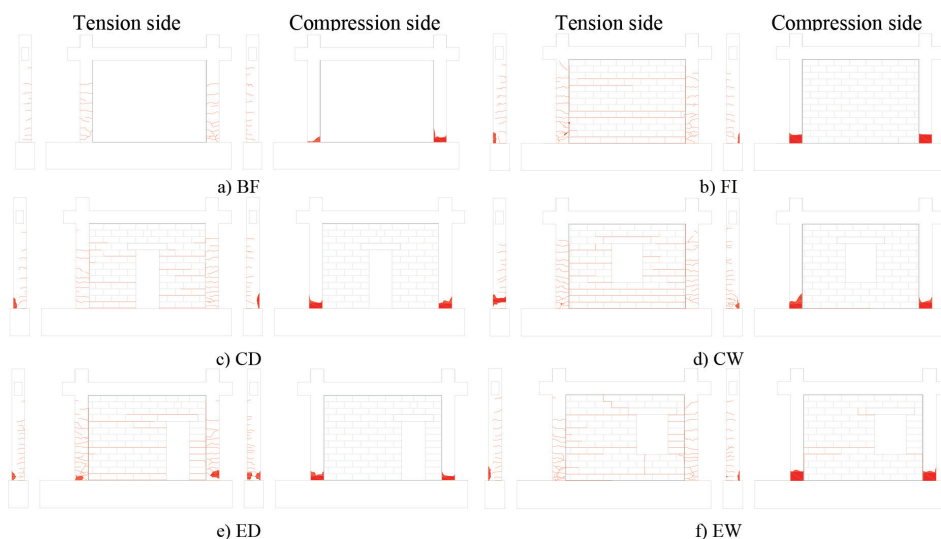 Tension side Compression side Tension side Compression side
a) BF b) FI
c) CD d) CW
e) ED f) EW